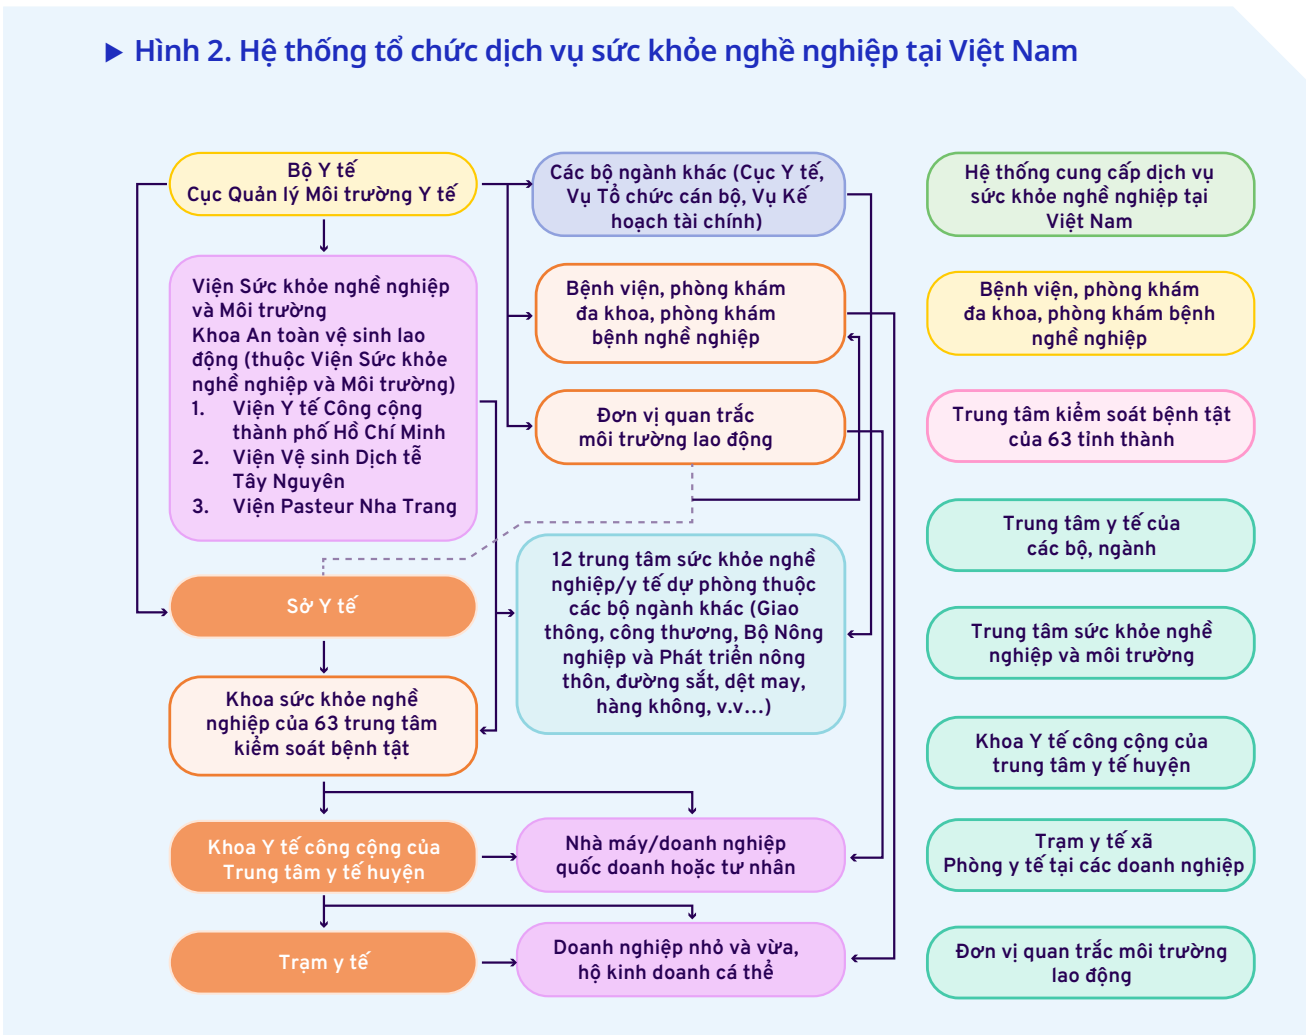 ▶ Hình 2. Hệ thống tổ chức dịch vụ sức khỏe nghề nghiệp tại Việt Nam
Bộ Y tế
Cục Quản lý Môi trường Y tế
Các bộ ngành khác (Cục Y tế,
Vụ Tổ chức cán bộ, Vụ Kế
hoạch tài chính)
Hệ thống cung cấp dịch vụ
sức khỏe nghề nghiệp tại
Việt Nam
Viện Sức khỏe nghề nghiệp
và Môi trường
Khoa An toàn vệ sinh lao
động (thuộc Viện Sức khỏe
nghề nghiệp và Môi trường)
1. Viện Y tế Công cộng
thành phố Hồ Chí Minh
2. Viện Vệ sinh Dịch tễ
Tây Nguyên
3. Viện Pasteur Nha Trang
Bệnh viện, phòng khám
đa khoa, phòng khám
bệnh nghề nghiệp
Bệnh viện, phòng khám
đa khoa, phòng khám bệnh
nghề nghiệp
Đơn vị quan trắc
môi trường lao động
Trung tâm kiểm soát bệnh tật
của 63 tỉnh thành
Trung tâm y tế của
các bộ, ngành
12 trung tâm sức khỏe nghề
nghiệp/y tế dự phòng thuộc
các bộ ngành khác (Giao
thông, công thương, Bộ Nông
nghiệp và Phát triển nông
thôn, đường sắt, dệt may,
hàng không, v.v...)
Sở Y tế
Trung tâm sức khỏe nghề
nghiệp và môi trường
Khoa sức khỏe nghề
nghiệp của 63 trung tâm
kiểm soát bệnh tật
Khoa Y tế công cộng của
trung tâm y tế huyện
Khoa Y tế công cộng của
Trung tâm y tế huyện
Nhà máy/doanh nghiệp
quốc doanh hoặc tư nhân
Trạm y tế xã
Phòng y tế tại các doanh nghiệp
Trạm y tế
Doanh nghiệp nhỏ và vừa,
hộ kinh doanh cá thể
Đơn vị quan trắc môi trường
lao động